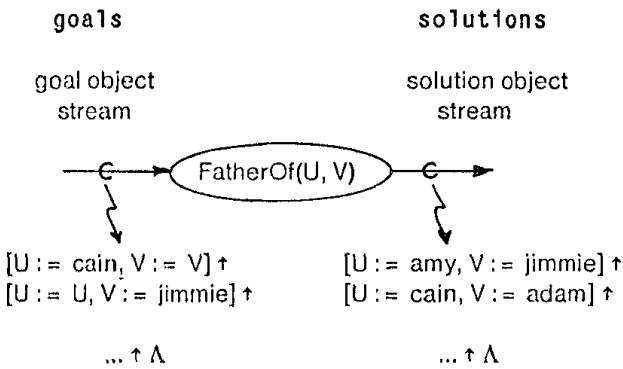 goals solutions
goal object solution object
stream stream
C FatherOf(U, V) C
[U := cain, V := V] ↑ [U := amy, V := jimmie] ↑
[U := U, V := jimmie] ↑ [U := cain, V := adam] ↑
... ↑ Λ ... ↑ Λ